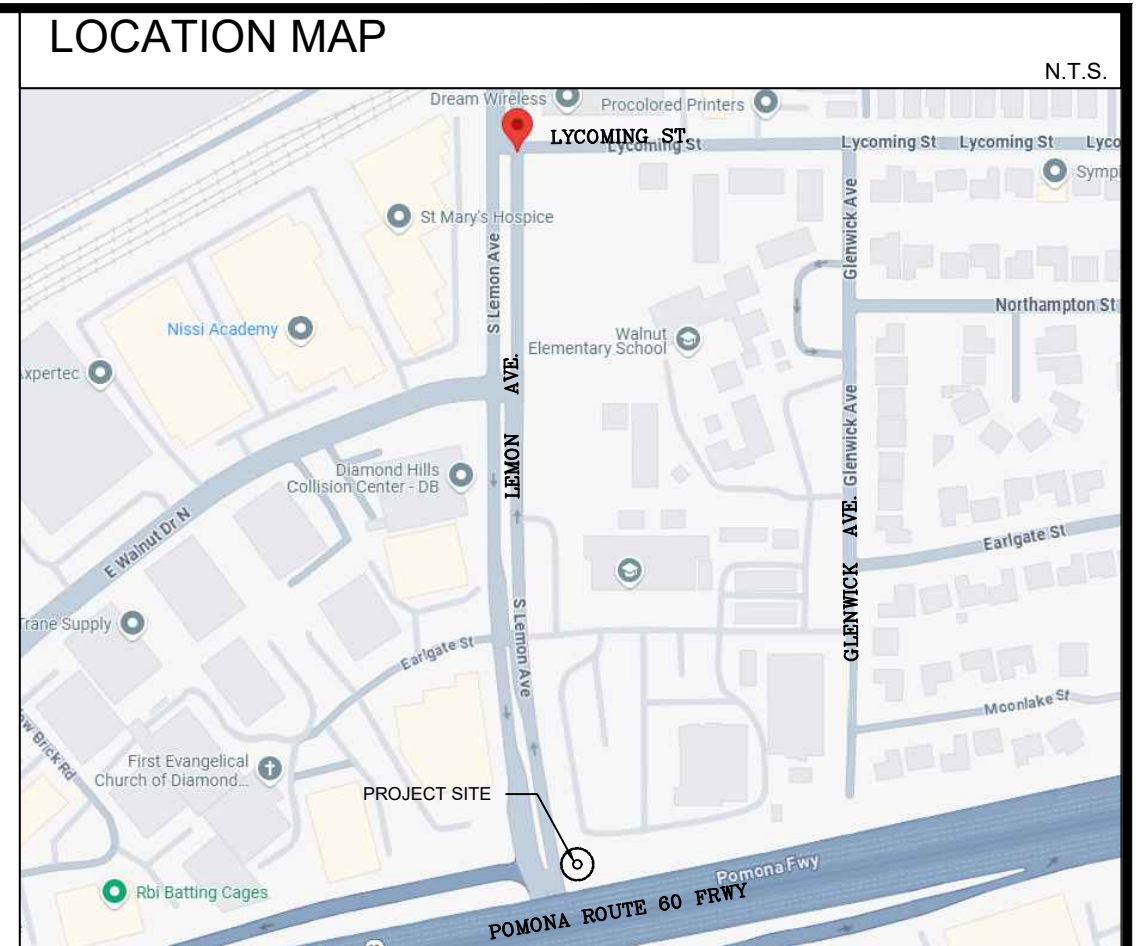 LOCATION MAP
N.T.S.
Dream Wireless
Procolored Printers
LYCOMING ST.
Lycoming St
Lycoming St
Lycoming St
Lyco
Sympl
St Mary's Hospice
S Lemon Ave
Glenwick Ave
Northampton St
Nissi Academy
Walnut
Elementary School
xpertec
LEMON AVE.
Glenwick Ave
Diamond Hills
Collision Center - DB
E Walnut Dr N
GLENWICK AVE.
Earlgate St
Trane Supply
S Lemon Ave
Earlgate St
Moonlake St
ow Brick Rd
First Evangelical
Church of Diamond...
PROJECT SITE
Pomona Fwy
Rbi Batting Cages
POMONA ROUTE 60 FRWY